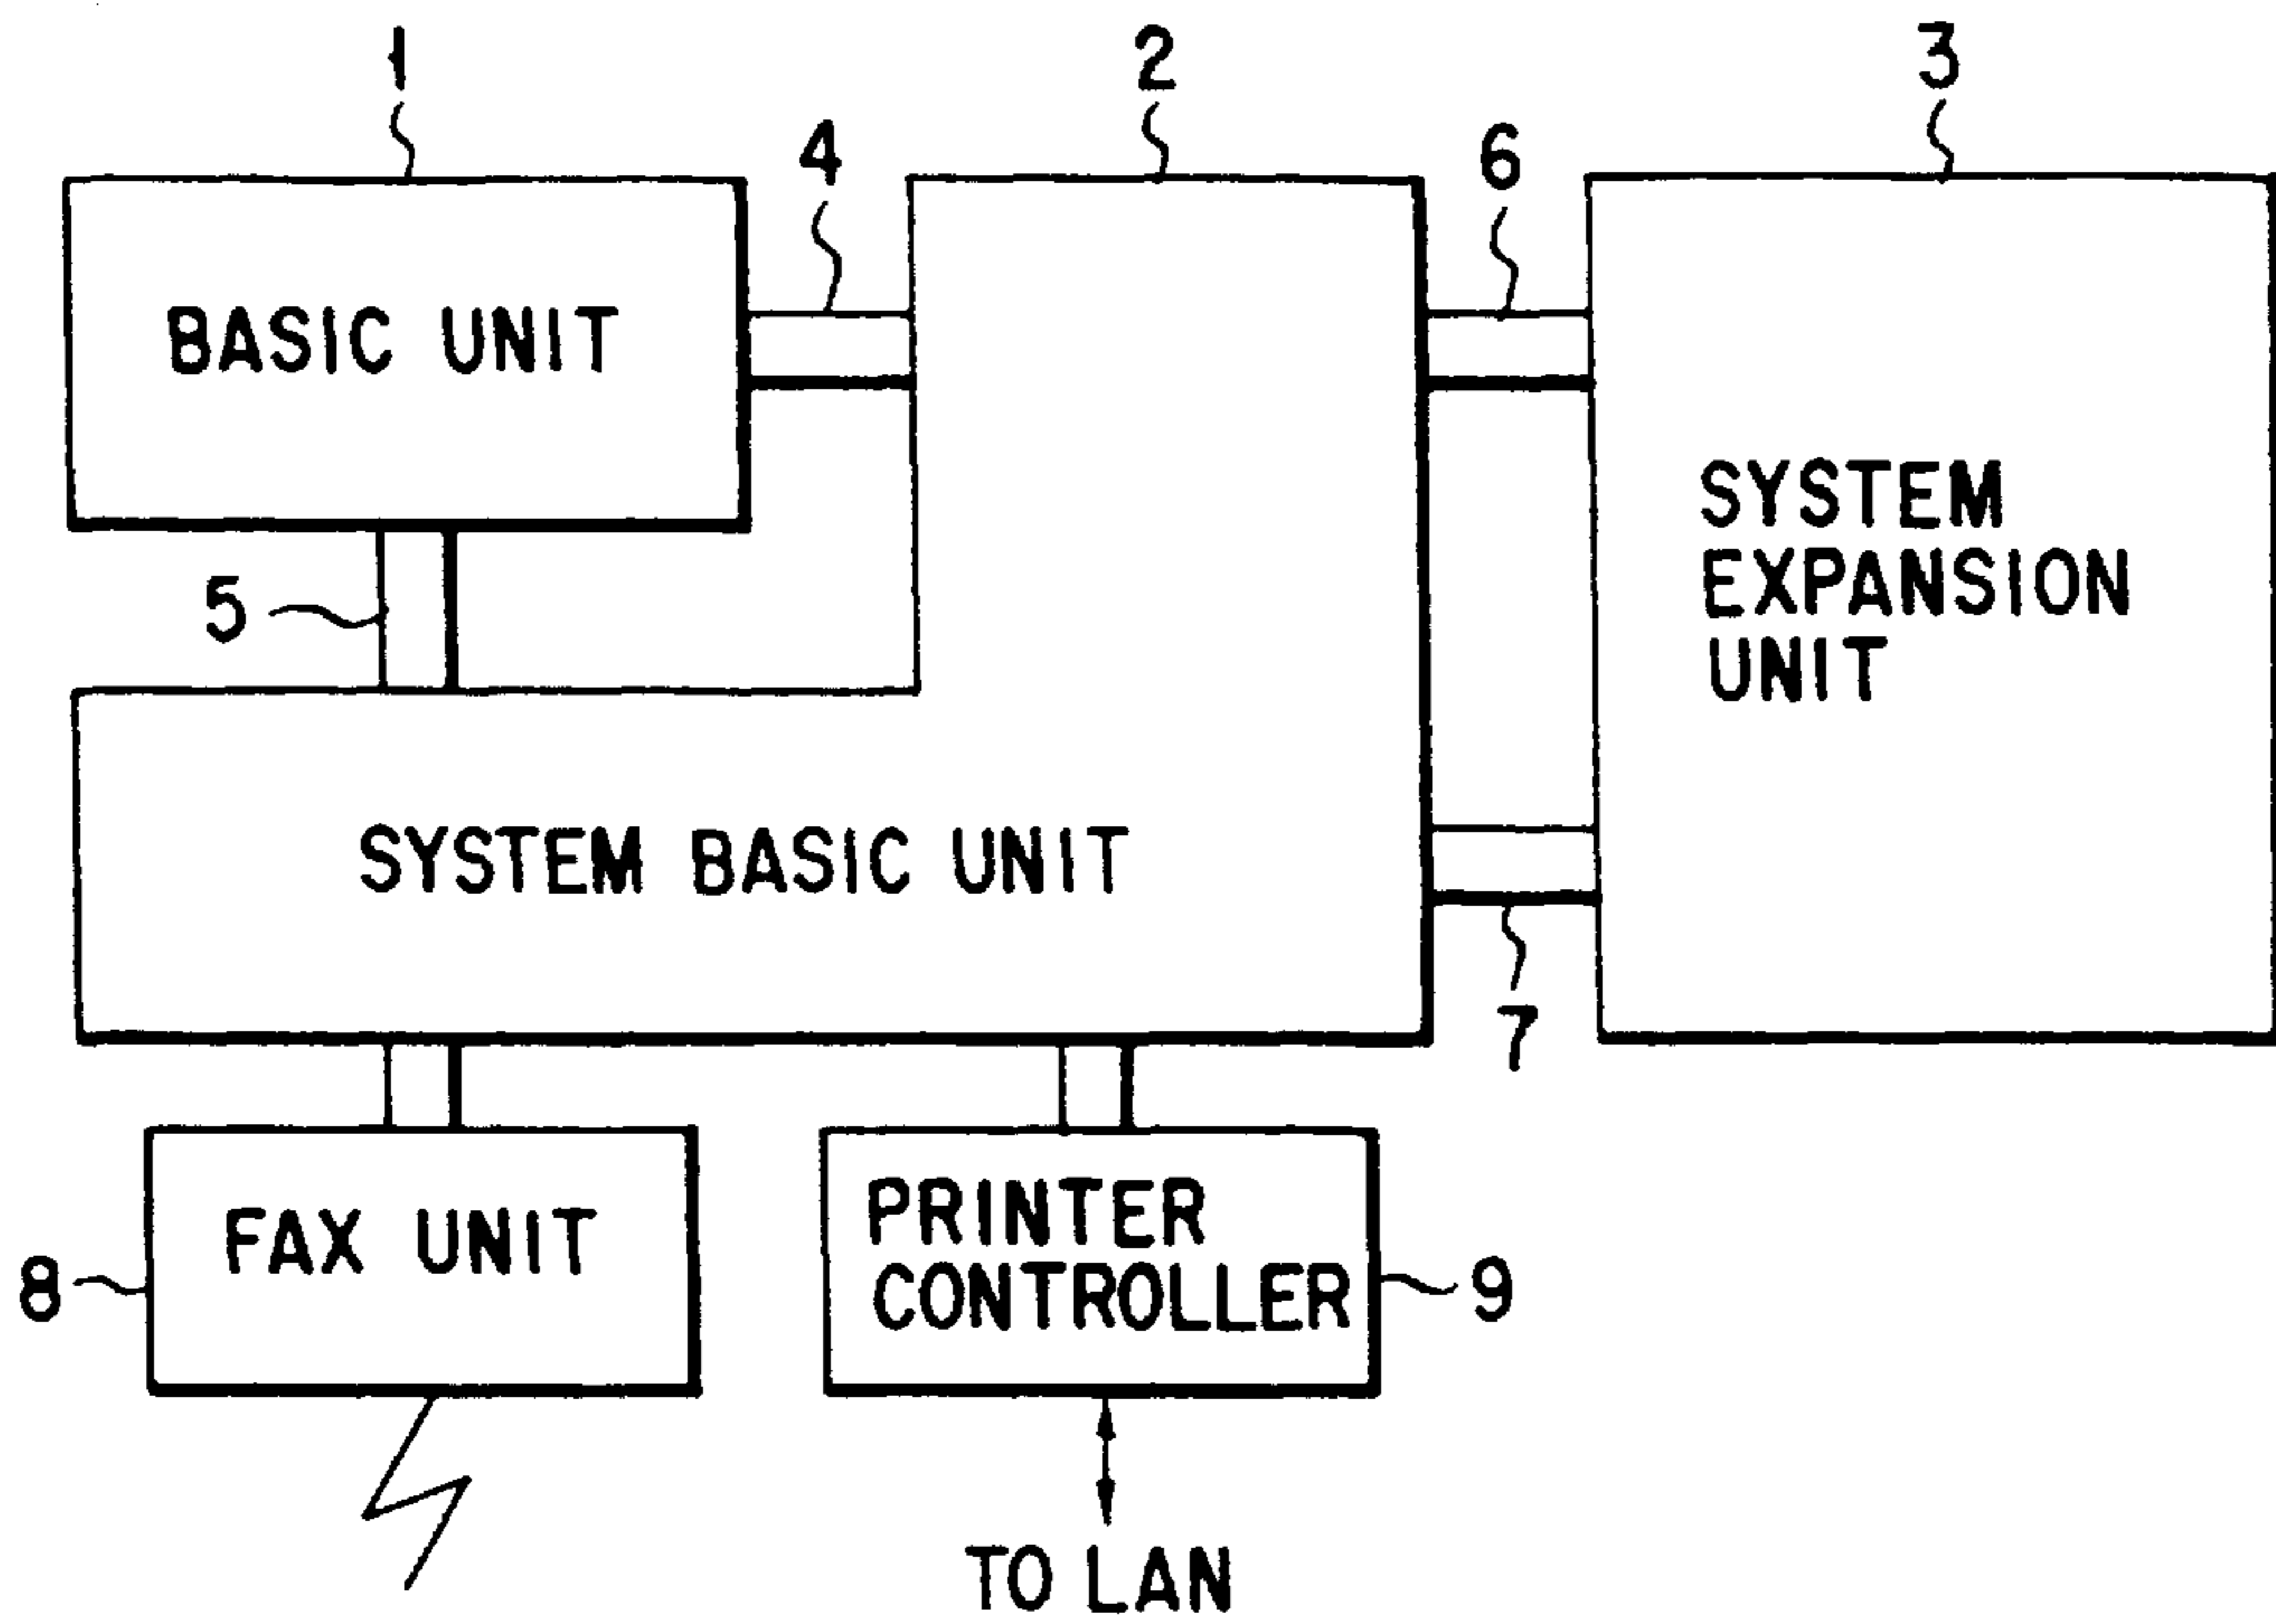 1
2
3
4
6
BASIC UNIT
SYSTEM
EXPANSION
UNIT
5
SYSTEM BASIC UNIT
7
FAX UNIT
8
PRINTER
CONTROLLER
9
TO LAN